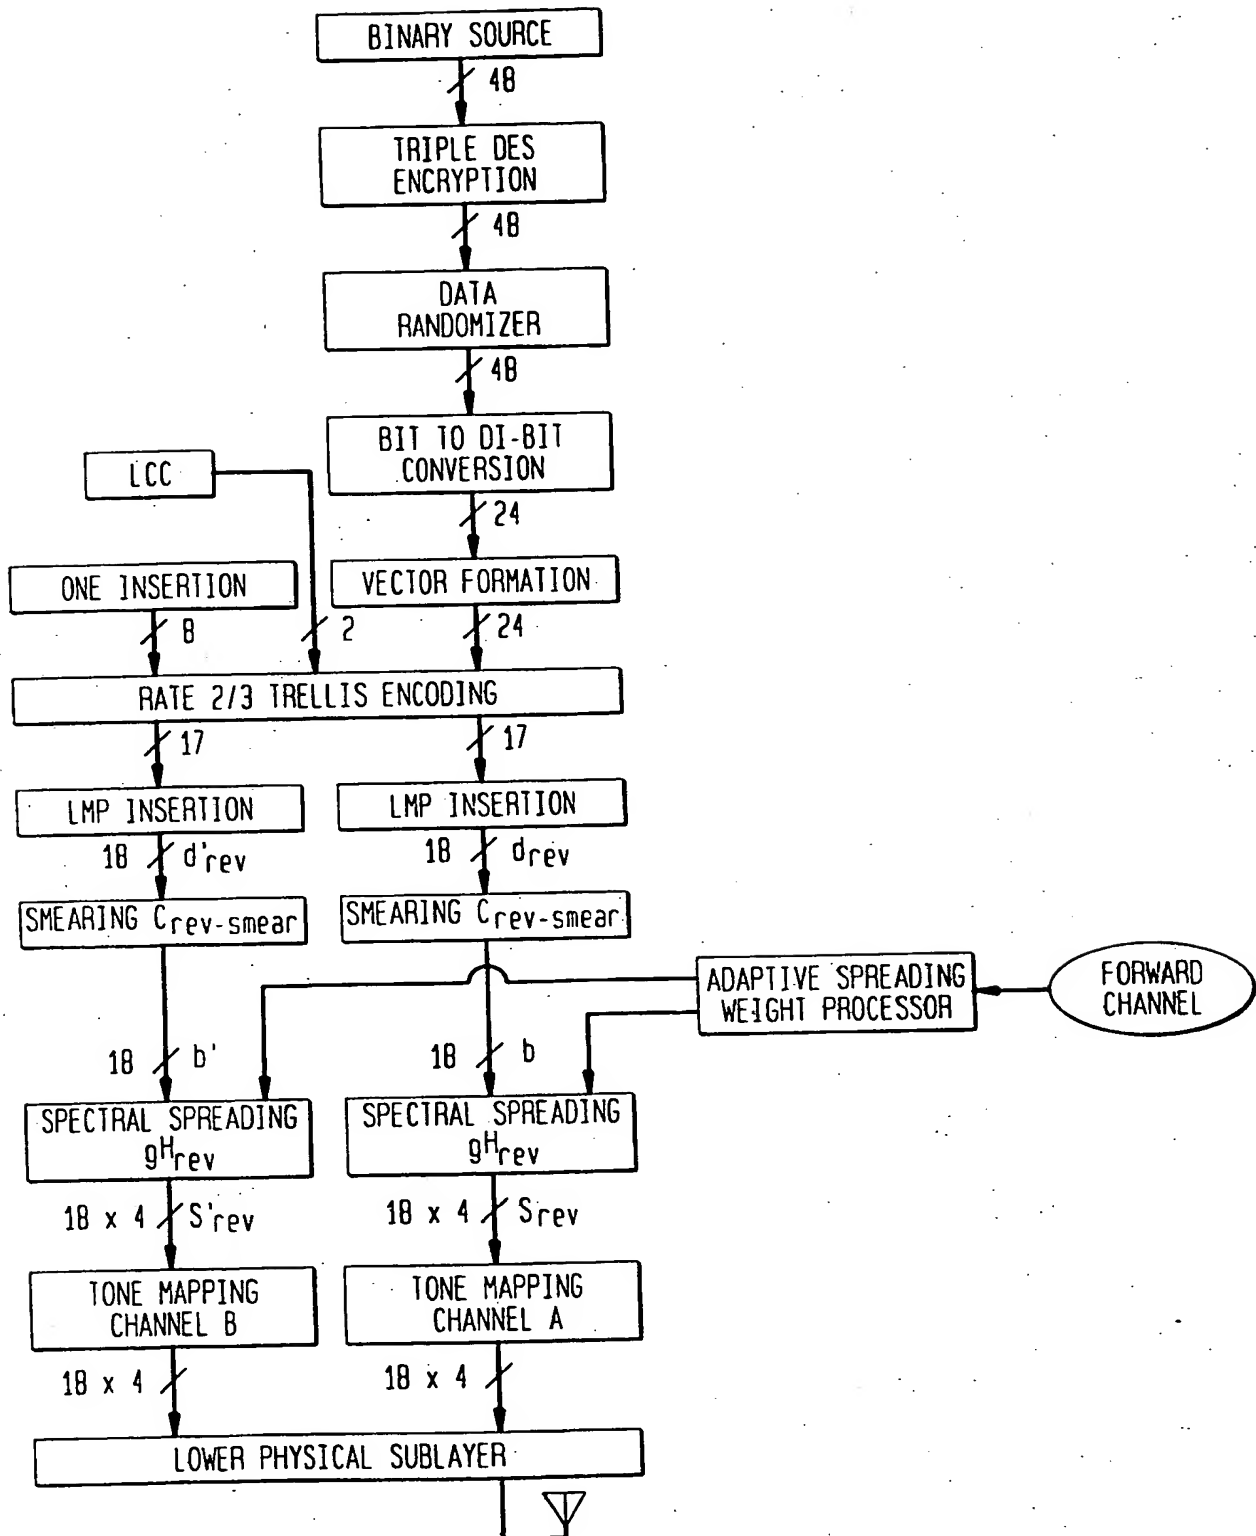 BINARY SOURCE
48
TRIPLE DES
ENCRYPTION
48
DATA
RANDOMIZER
48
BIT TO DI-BIT
CONVERSION
LCC
24
ONE INSERTION
VECTOR FORMATION
8
2
24
RATE 2/3 TRELLIS ENCODING
17
17
LMP INSERTION
LMP INSERTION
18 d'rev
18 drev
SMEARING Crev-smear
SMEARING Crev-smear
ADAPTIVE SPREADING
WEIGHT PROCESSOR
FORWARD
CHANNEL
18 b'
18 b
SPECTRAL SPREADING
gHrev
SPECTRAL SPREADING
gHrev
18 x 4 S'rev
18 x 4 Srev
TONE MAPPING
CHANNEL B
TONE MAPPING
CHANNEL A
18 x 4
18 x 4
LOWER PHYSICAL SUBLAYER